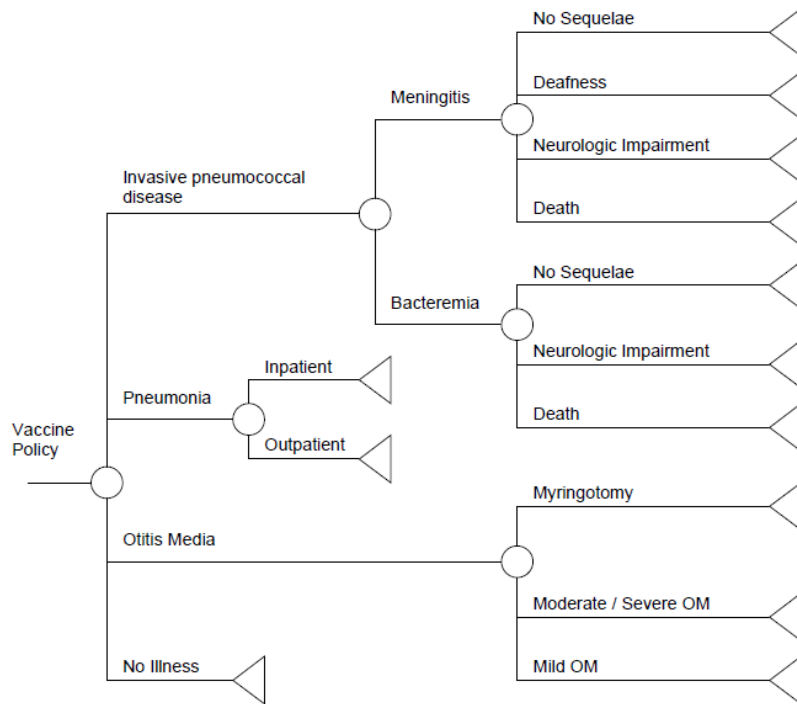 No Sequelae
Deafness
Meningitis
Neurologic Impairment
Invasive pneumococcal
disease
Death
No Sequelae
Bacteremia
Neurologic Impairment
Inpatient
Pneumonia
Death
Vaccine
Policy
Outpatient
Myringotomy
Otitis Media
Moderate / Severe OM
No Illness
Mild OM